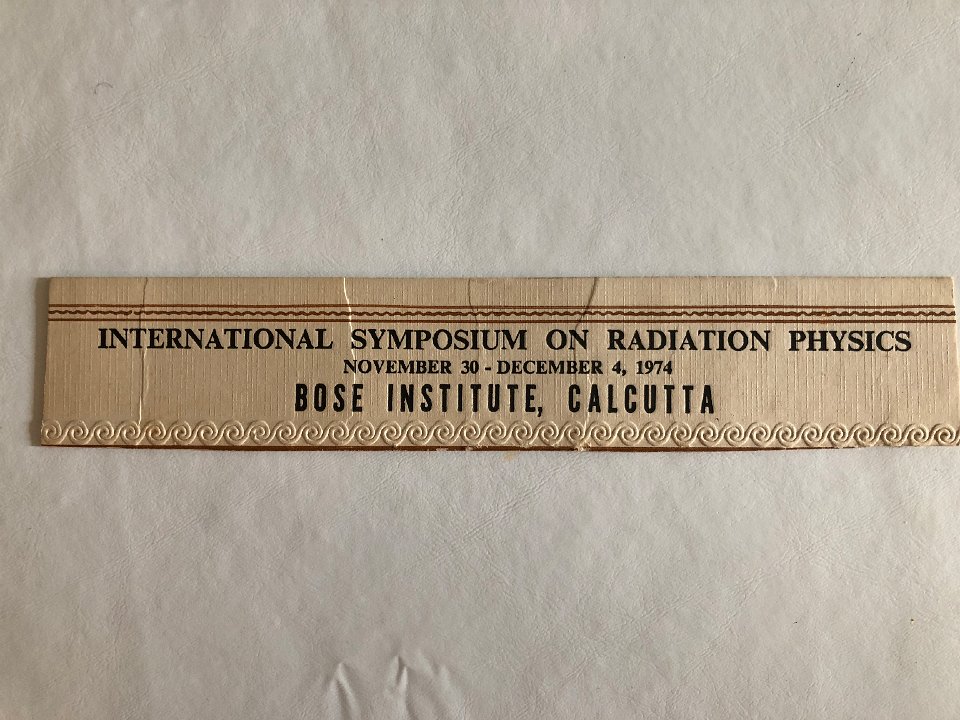 INTERNATIONAL SYMPOSIUM ON RADIATION PHYSICS
NOVEMBER 30 - DECEMBER 4, 1974
BOSE INSTITUTE, CALCUTTA